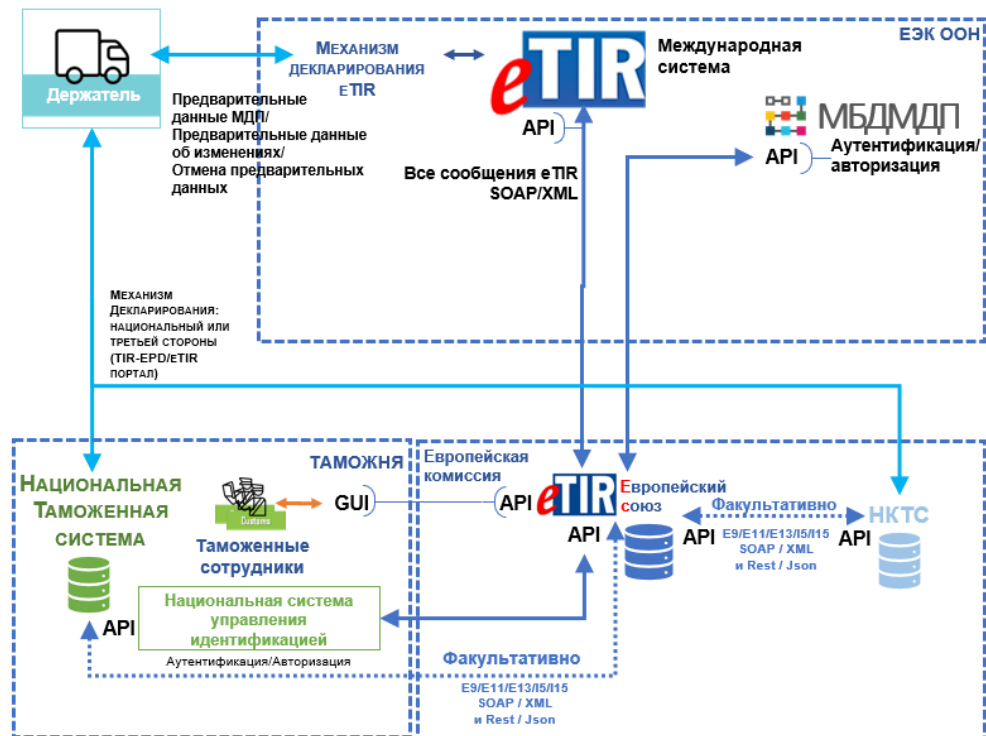 ЕЭК ООН
Держатель
Механизм
декларирования
eTIR
eTIR
Международная
система
API
МБДМДП
API
Аутентификация/
авторизация
Предварительные
данные МДП/
Предварительные данные
об изменениях/
Отмена предварительных
данных
Все сообщения eTIR
SOAP/XML
Механизм
Декларирования:
национальный или
третьей стороны
(TIR-EPD/eTIR
портал)
ТАМОЖНЯ
Национальная
Таможенная
система
Customs
GUI
Таможенные
сотрудники
API
Национальная система
управления
идентификацией
Аутентификация/Авторизация
Европейская
комиссия
API
eTIR
Европейский
союз
API
API
Факультативно
E9/E11/E13/I5/I15
SOAP / XML
и Rest / Json
API
НКТС
Факультативно
E9/E11/E13/I5/I15
SOAP / XML
и Rest / Json